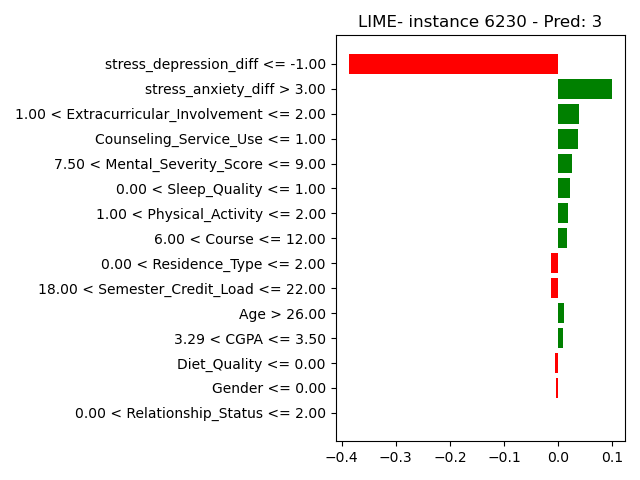 LIME- instance 6230 - Pred: 3
stress_depression_diff <= -1.00
stress_anxiety_diff > 3.00
1.00 < Extracurricular_Involvement <= 2.00
Counseling_Service_Use <= 1.00
7.50 < Mental_Severity_Score <= 9.00
0.00 < Sleep_Quality <= 1.00
1.00 < Physical_Activity <= 2.00
6.00 < Course <= 12.00
0.00 < Residence_Type <= 2.00
18.00 < Semester_Credit_Load <= 22.00
Age > 26.00
3.29 < CGPA <= 3.50
Diet_Quality <= 0.00
Gender <= 0.00
0.00 < Relationship_Status <= 2.00
−0.4 −0.3 −0.2 −0.1 0.0 0.1